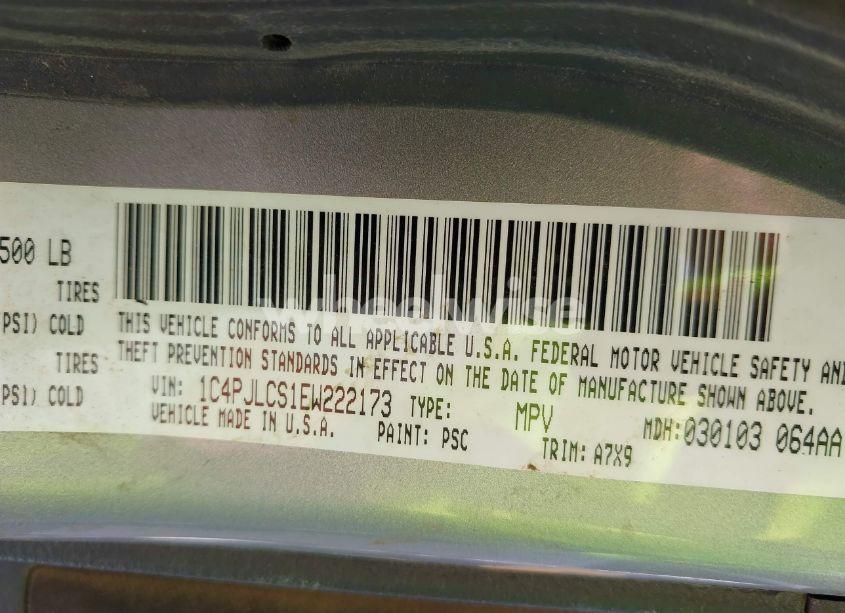 500 LB
TIRES
PSI) COLD
TIRES
PSI) COLD
wheelwise
THIS VEHICLE CONFORMS TO ALL APPLICABLE U.S.A. FEDERAL MOTOR VEHICLE SAFETY AND
THEFT PREVENTION STANDARDS IN EFFECT ON THE DATE OF MANUFACTURE SHOWN ABOVE.
VIN: 1C4PJLCS1EW222173 TYPE: MPV MDH:030103 064AA
VEHICLE MADE IN U.S.A. PAINT: PSC TRIM: A7X9